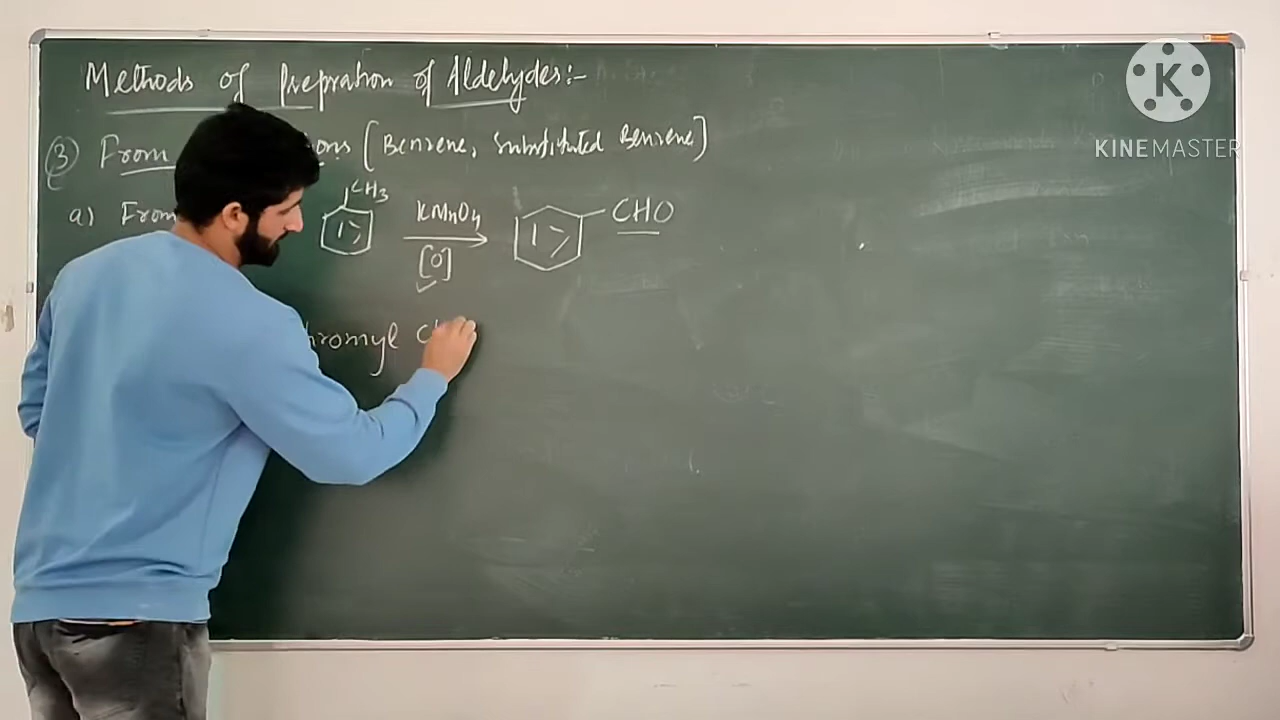 Methods of Prepration of Aldehydes:-
③ From ons [Benzene, Substituted Benzene]
a) From CH3 KMnO4 [O] CHO
hromyl C
K
KINEMASTER